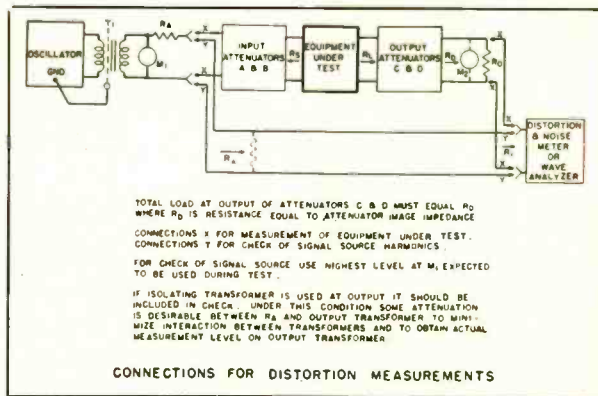 OSCILLATOR
GND
T1
M1
RA
X
Y
X
Y
INPUT
ATTENUATORS
A & B
RS
EQUIPMENT
UNDER
TEST
RL
OUTPUT
ATTENUATORS
C & D
RO
M2
RO
X
Y
X
Y
DISTORTION
& NOISE
METER
OR
WAVE
ANALYZER
TOTAL LOAD AT OUTPUT OF ATTENUATORS C & D MUST EQUAL RO
WHERE RO IS RESISTANCE EQUAL TO ATTENUATOR IMAGE IMPEDANCE
CONNECTIONS X FOR MEASUREMENT OF EQUIPMENT UNDER TEST.
CONNECTIONS Y FOR CHECK OF SIGNAL SOURCE HARMONICS.
FOR CHECK OF SIGNAL SOURCE USE HIGHEST LEVEL AT M1 EXPECTED
TO BE USED DURING TEST.
IF ISOLATING TRANSFORMER IS USED AT OUTPUT IT SHOULD BE
INCLUDED IN CHECK. UNDER THIS CONDITION SOME ATTENUATION
IS DESIRABLE BETWEEN RA AND OUTPUT TRANSFORMER TO MINI-
MIZE INTERACTION BETWEEN TRANSFORMERS AND TO OBTAIN ACTUAL
MEASUREMENT LEVEL ON OUTPUT TRANSFORMER
CONNECTIONS FOR DISTORTION MEASUREMENTS